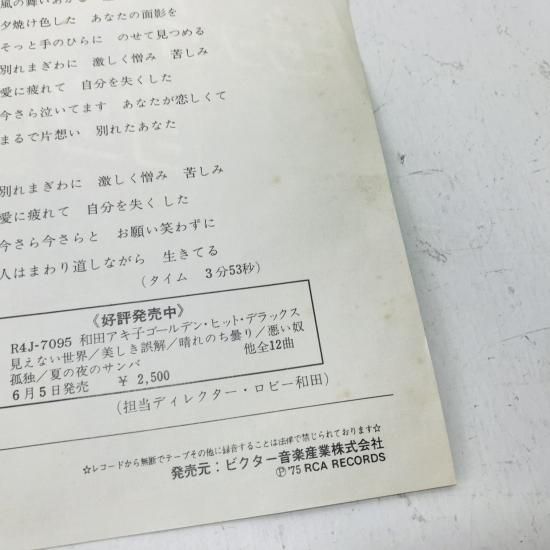 風の舞いあがる
夕焼け色した あなたの面影を
そっと手のひらに のせて見つめる
別れまぎわに 激しく憎み 苦しみ
愛に疲れて 自分を失くした
今さら泣いてます あなたが恋しくて
まるで片想い 別れたあなた
別れまぎわに 激しく憎み 苦しみ
愛に疲れて 自分を失くした
今さら今さらと お願い笑わずに
人はまわり道しながら 生きてる
(タイム 3分53秒)
《好評発売中》
R4J-7095 和田アキ子ゴールデン・ヒット・デラックス
見えない世界/美しき誤解/晴れのち曇り/悪い奴
孤独/夏の夜のサンバ 他全12曲
6月5日発売 ¥2,500
(担当ディレクター・ロビー和田)
☆レコードから無断でテープその他に録音することは法律で禁じられております☆
発売元:ビクター音楽産業株式会社
Ⓟ'75 RCA RECORDS